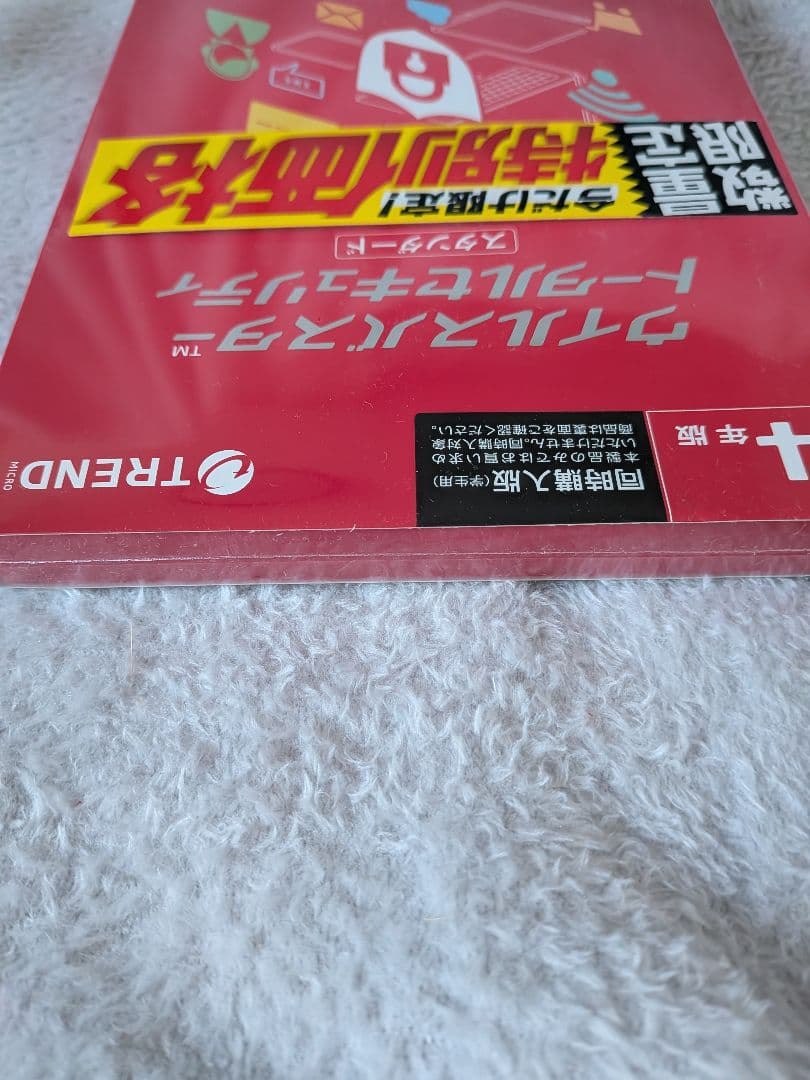 4年版
同時購入版(学生用)
本製品のみではお買い求め
いただけません。同時購入対象
商品は裏面をご確認ください。
TREND
MICRO
ウイルスバスター™
トータルセキュリティ
スタンダード
数量
限定
今だけ限定!
特別価格